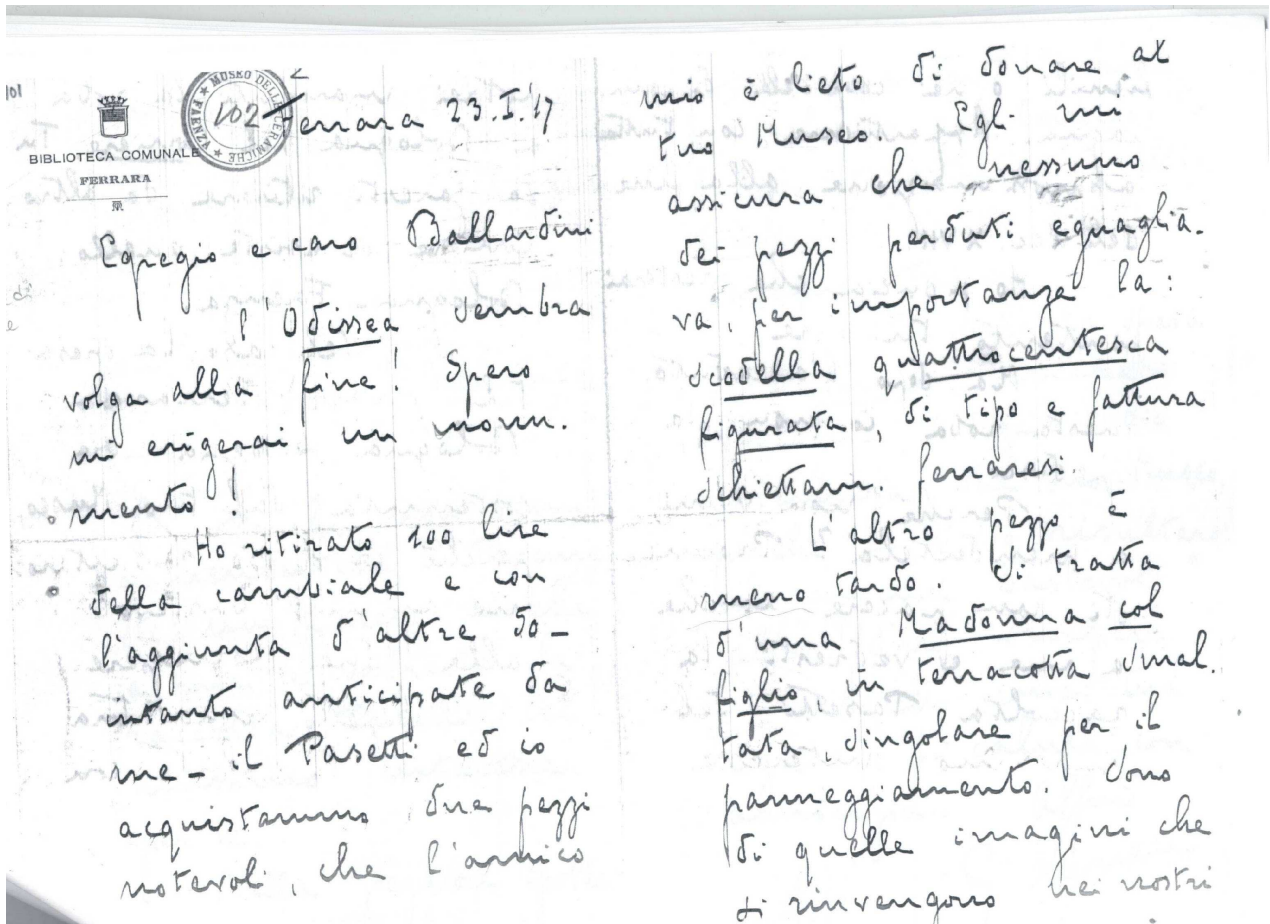 101
BIBLIOTECA COMUNALE
FERRARA
MUSEO DELLE CERAMICHE
FAENZA
102
Ferrara 23.I.'17
Egregio e caro Ballardini
l'Odissea sembra
volga alla fine! Spero
mi erigerai un monu-
mento!
Ho ritirato 100 lire
della cambiale e con
l'aggiunta d'altre 50 -
intanto anticipate da
me - il Pasetti ed io
acquistammo due pezzi
notevoli, che l'amico
mio è lieto di donare al
tuo Museo. Egli mi
assicura che nessuno
dei pezzi perduti eguaglia-
va, per importanza la:
scodella quattrocentesca
figurata, di tipo e fattura
schiettam. ferraresi.
L'altro pezzo è
meno tardo. Si tratta
d'una Madonna col
figlio, in terracotta smal-
tata, singolare per il
panneggiamento. Sono
di quelle imagini che
si rinvengono nei nostri